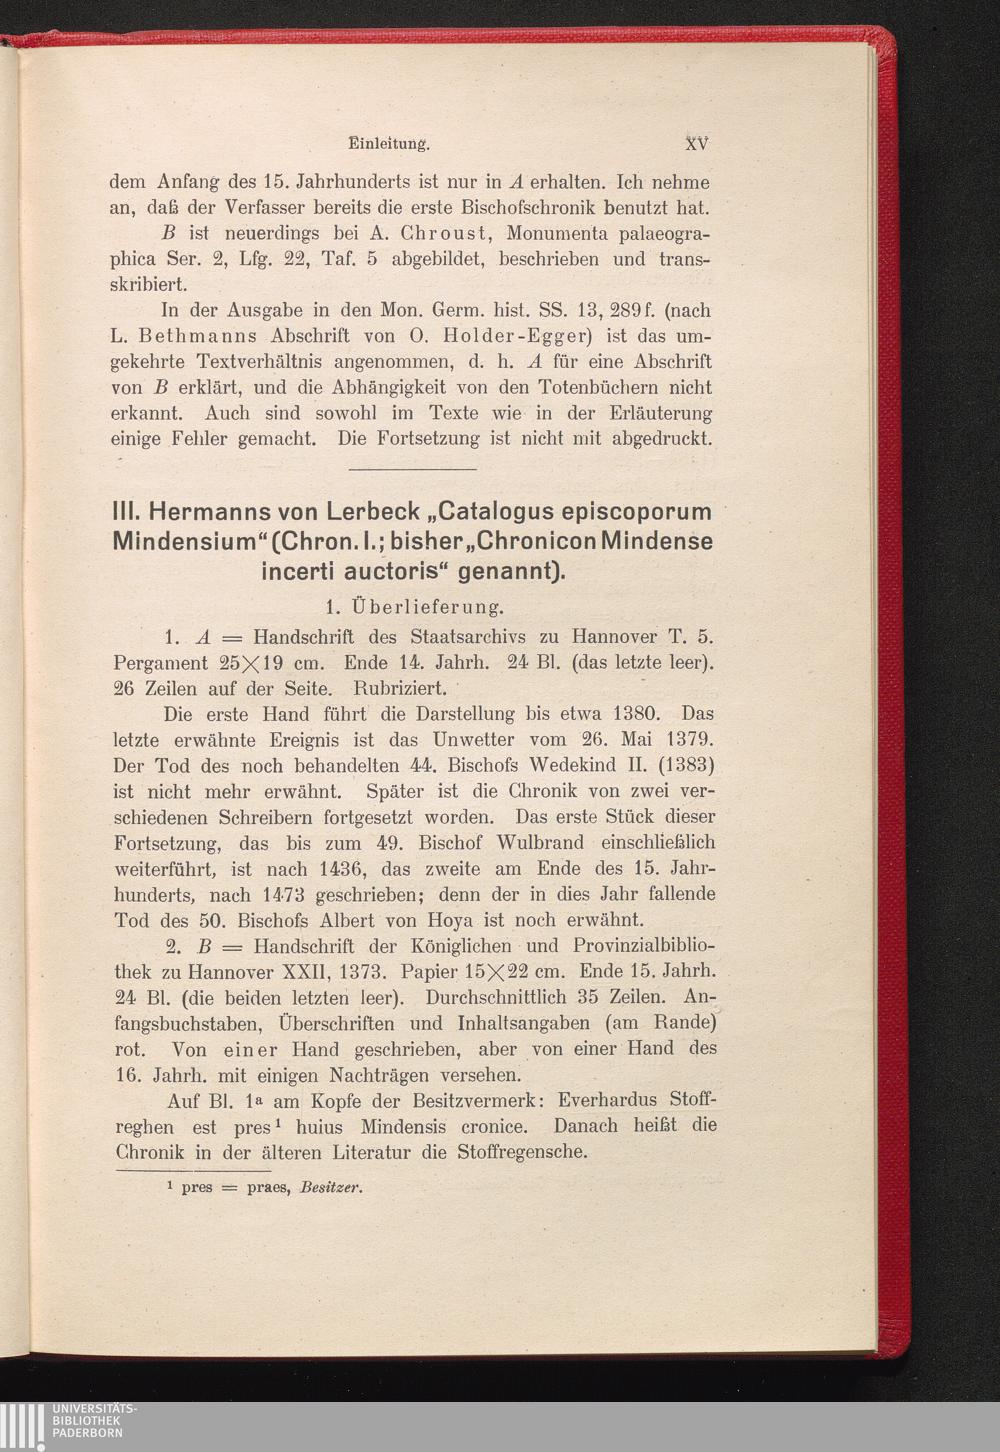 Einleitung. XV
dem Anfang des 15. Jahrhunderts ist nur in A erhalten. Ich nehme
an, daß der Verfasser bereits die erste Bischofschronik benutzt hat.
B ist neuerdings bei A. Chroust, Monumenta palaeogra-
phica Ser. 2, Lfg. 22, Taf. 5 abgebildet, beschrieben und trans-
skribiert.
In der Ausgabe in den Mon. Germ. hist. SS. 13, 289f. (nach
L. Bethmanns Abschrift von O. Holder-Egger) ist das um-
gekehrte Textverhältnis angenommen, d. h. A für eine Abschrift
von B erklärt, und die Abhängigkeit von den Totenbüchern nicht
erkannt. Auch sind sowohl im Texte wie in der Erläuterung
einige Fehler gemacht. Die Fortsetzung ist nicht mit abgedruckt.
III. Hermanns von Lerbeck „Catalogus episcoporum
Mindensium“ (Chron. I.; bisher „Chronicon Mindense
incerti auctoris“ genannt).
1. Überlieferung.
1. A = Handschrift des Staatsarchivs zu Hannover T. 5.
Pergament 25×19 cm. Ende 14. Jahrh. 24 Bl. (das letzte leer).
26 Zeilen auf der Seite. Rubriziert.
Die erste Hand führt die Darstellung bis etwa 1380. Das
letzte erwähnte Ereignis ist das Unwetter vom 26. Mai 1379.
Der Tod des noch behandelten 44. Bischofs Wedekind II. (1383)
ist nicht mehr erwähnt. Später ist die Chronik von zwei ver-
schiedenen Schreibern fortgesetzt worden. Das erste Stück dieser
Fortsetzung, das bis zum 49. Bischof Wulbrand einschließlich
weiterführt, ist nach 1436, das zweite am Ende des 15. Jahr-
hunderts, nach 1473 geschrieben; denn der in dies Jahr fallende
Tod des 50. Bischofs Albert von Hoya ist noch erwähnt.
2. B = Handschrift der Königlichen und Provinzialbiblio-
thek zu Hannover XXII, 1373. Papier 15×22 cm. Ende 15. Jahrh.
24 Bl. (die beiden letzten leer). Durchschnittlich 35 Zeilen. An-
fangsbuchstaben, Überschriften und Inhaltsangaben (am Rande)
rot. Von einer Hand geschrieben, aber von einer Hand des
16. Jahrh. mit einigen Nachträgen versehen.
Auf Bl. 1ª am Kopfe der Besitzvermerk: Everhardus Stoff-
reghen est pres¹ huius Mindensis cronice. Danach heißt die
Chronik in der älteren Literatur die Stoffregensche.
¹ pres = praes, Besitzer.
UNIVERSITÄTS-
BIBLIOTHEK
PADERBORN